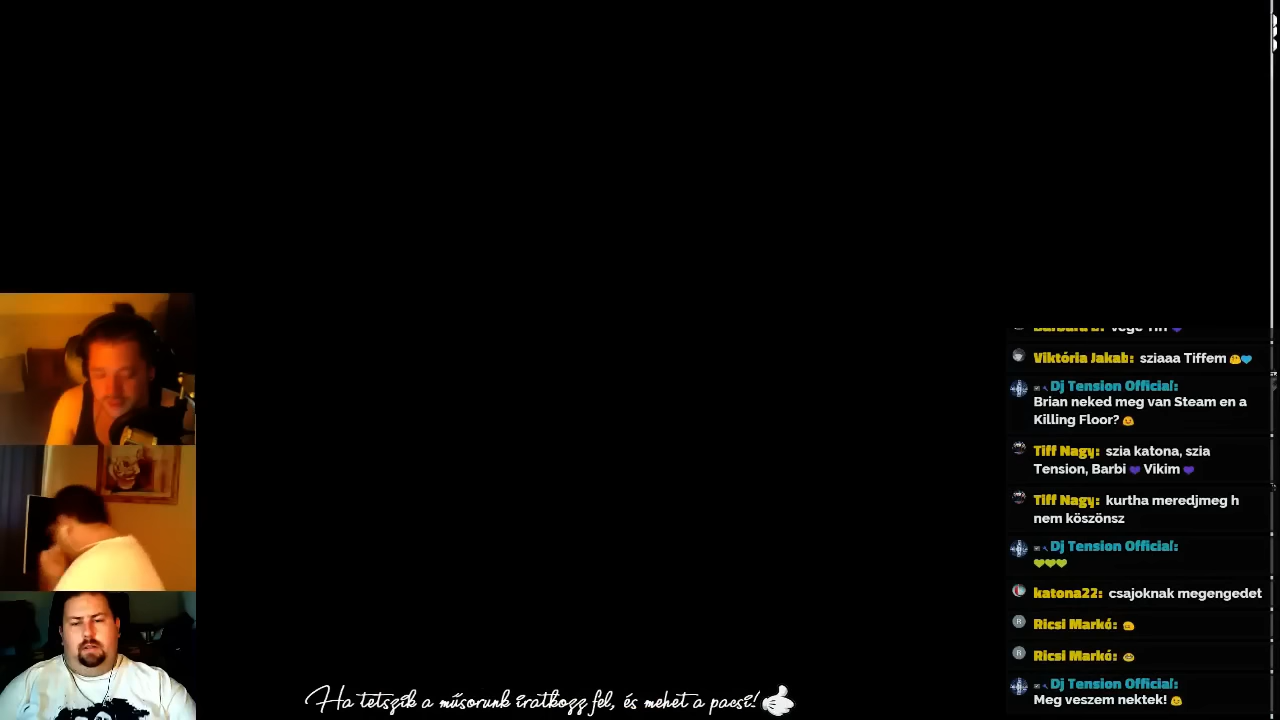 Viktória Jakab: sziaaa Tiffem
Dj Tension Official:
Brian neked meg van Steam en a
Killing Floor?
Tiff Nagy: szia katona, szia
Tension, Barbi Vikim
Tiff Nagy: kurtha meredjmeg h
nem köszönsz
Dj Tension Official:
katona22: csajoknak megengedet
R Ricsi Markó:
R Ricsi Markó:
Dj Tension Official:
Meg veszem nektek!
Ha tetszik a műsorunk iratkozz fel, és mehet a pacsi!